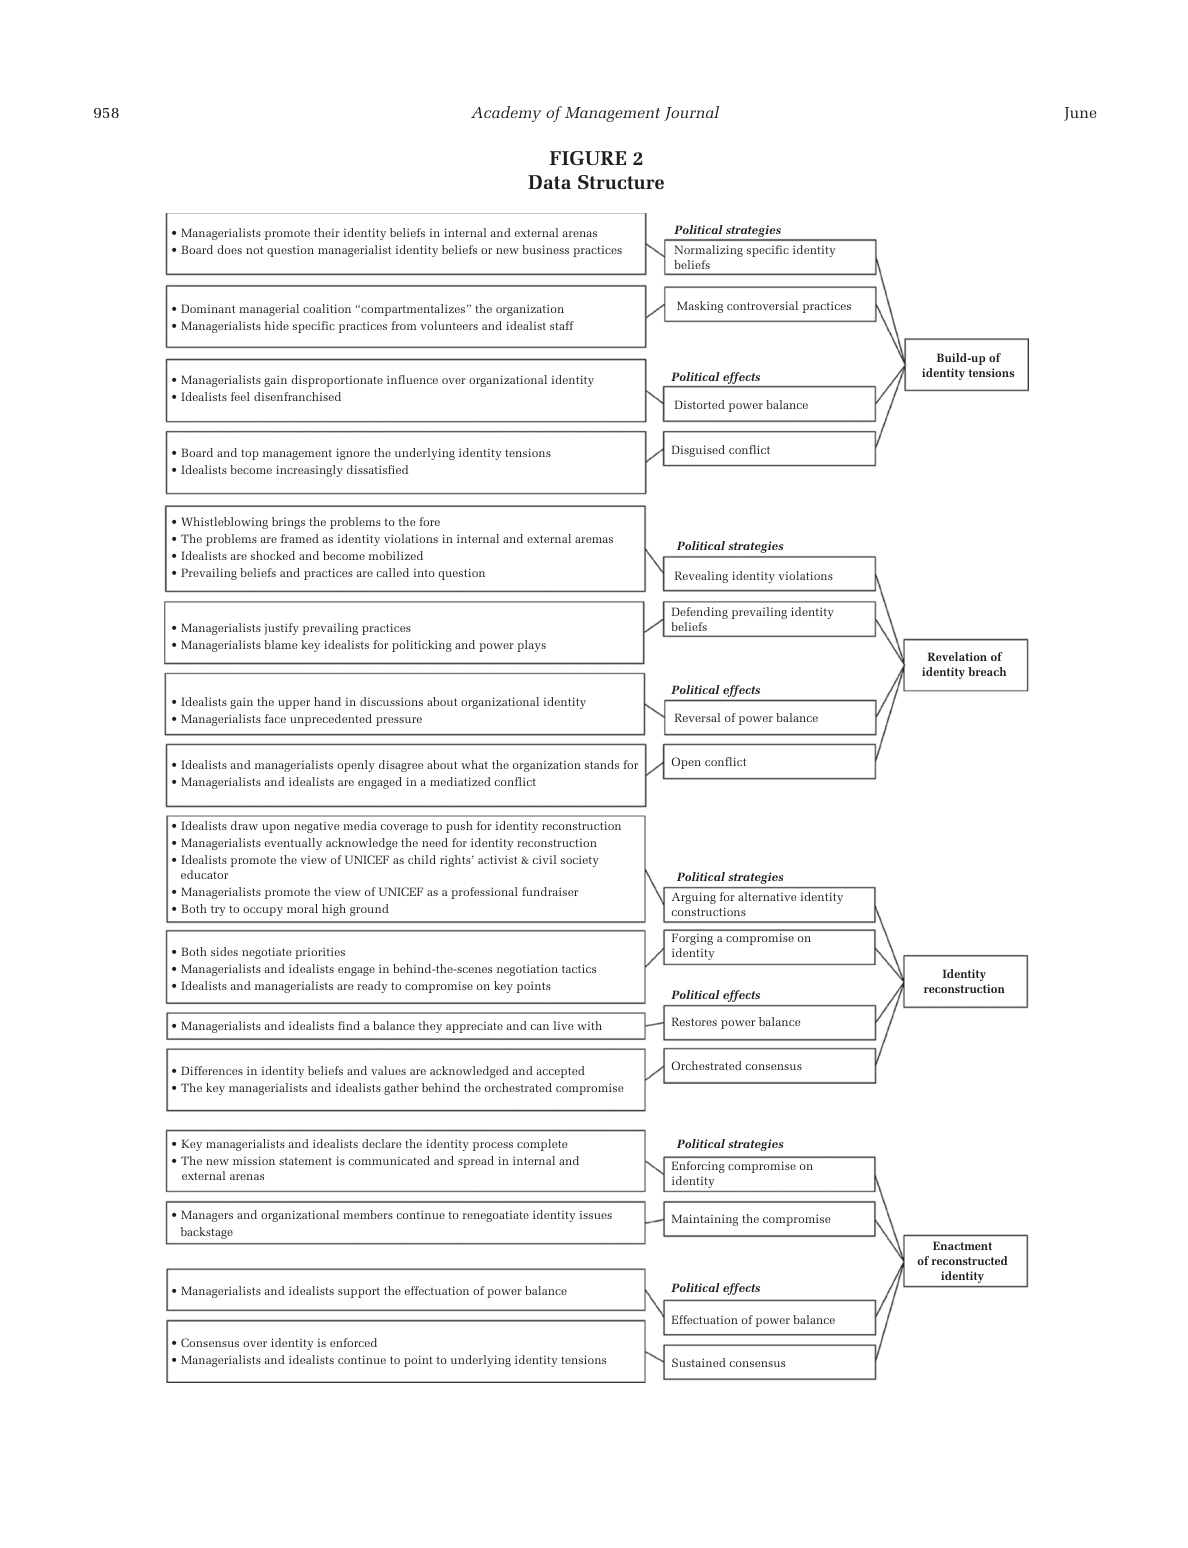 958
Academy of Management Journal
June
FIGURE 2
Data Structure
• Managerialists promote their identity beliefs in internal and external arenas
• Board does not question managerialist identity beliefs or new business practices
Political strategies
Normalizing specific identity
beliefs
• Dominant managerial coalition “compartmentalizes” the organization
• Managerialists hide specific practices from volunteers and idealist staff
Masking controversial practices
• Managerialists gain disproportionate influence over organizational identity
• Idealists feel disenfranchised
Political effects
Distorted power balance
• Board and top management ignore the underlying identity tensions
• Idealists become increasingly dissatisfied
Disguised conflict
Build-up of
identity tensions
• Whistleblowing brings the problems to the fore
• The problems are framed as identity violations in internal and external aremas
• Idealists are shocked and become mobilized
• Prevailing beliefs and practices are called into question
Political strategies
Revealing identity violations
• Managerialists justify prevailing practices
• Managerialists blame key idealists for politicking and power plays
Defending prevailing identity
beliefs
• Idealists gain the upper hand in discussions about organizational identity
• Managerialists face unprecedented pressure
Political effects
Reversal of power balance
• Idealists and managerialists openly disagree about what the organization stands for
• Managerialists and idealists are engaged in a mediatized conflict
Open conflict
Revelation of
identity breach
• Idealists draw upon negative media coverage to push for identity reconstruction
• Managerialists eventually acknowledge the need for identity reconstruction
• Idealists promote the view of UNICEF as child rights’ activist & civil society
educator
• Managerialists promote the view of UNICEF as a professional fundraiser
• Both try to occupy moral high ground
Political strategies
Arguing for alternative identity
constructions
• Both sides negotiate priorities
• Managerialists and idealists engage in behind-the-scenes negotiation tactics
• Idealists and managerialists are ready to compromise on key points
Forging a compromise on
identity
• Managerialists and idealists find a balance they appreciate and can live with
Political effects
Restores power balance
• Differences in identity beliefs and values are acknowledged and accepted
• The key managerialists and idealists gather behind the orchestrated compromise
Orchestrated consensus
Identity
reconstruction
• Key managerialists and idealists declare the identity process complete
• The new mission statement is communicated and spread in internal and
external arenas
Political strategies
Enforcing compromise on
identity
• Managers and organizational members continue to renegoatiate identity issues
backstage
Maintaining the compromise
• Managerialists and idealists support the effectuation of power balance
Political effects
Effectuation of power balance
• Consensus over identity is enforced
• Managerialists and idealists continue to point to underlying identity tensions
Sustained consensus
Enactment
of reconstructed
identity